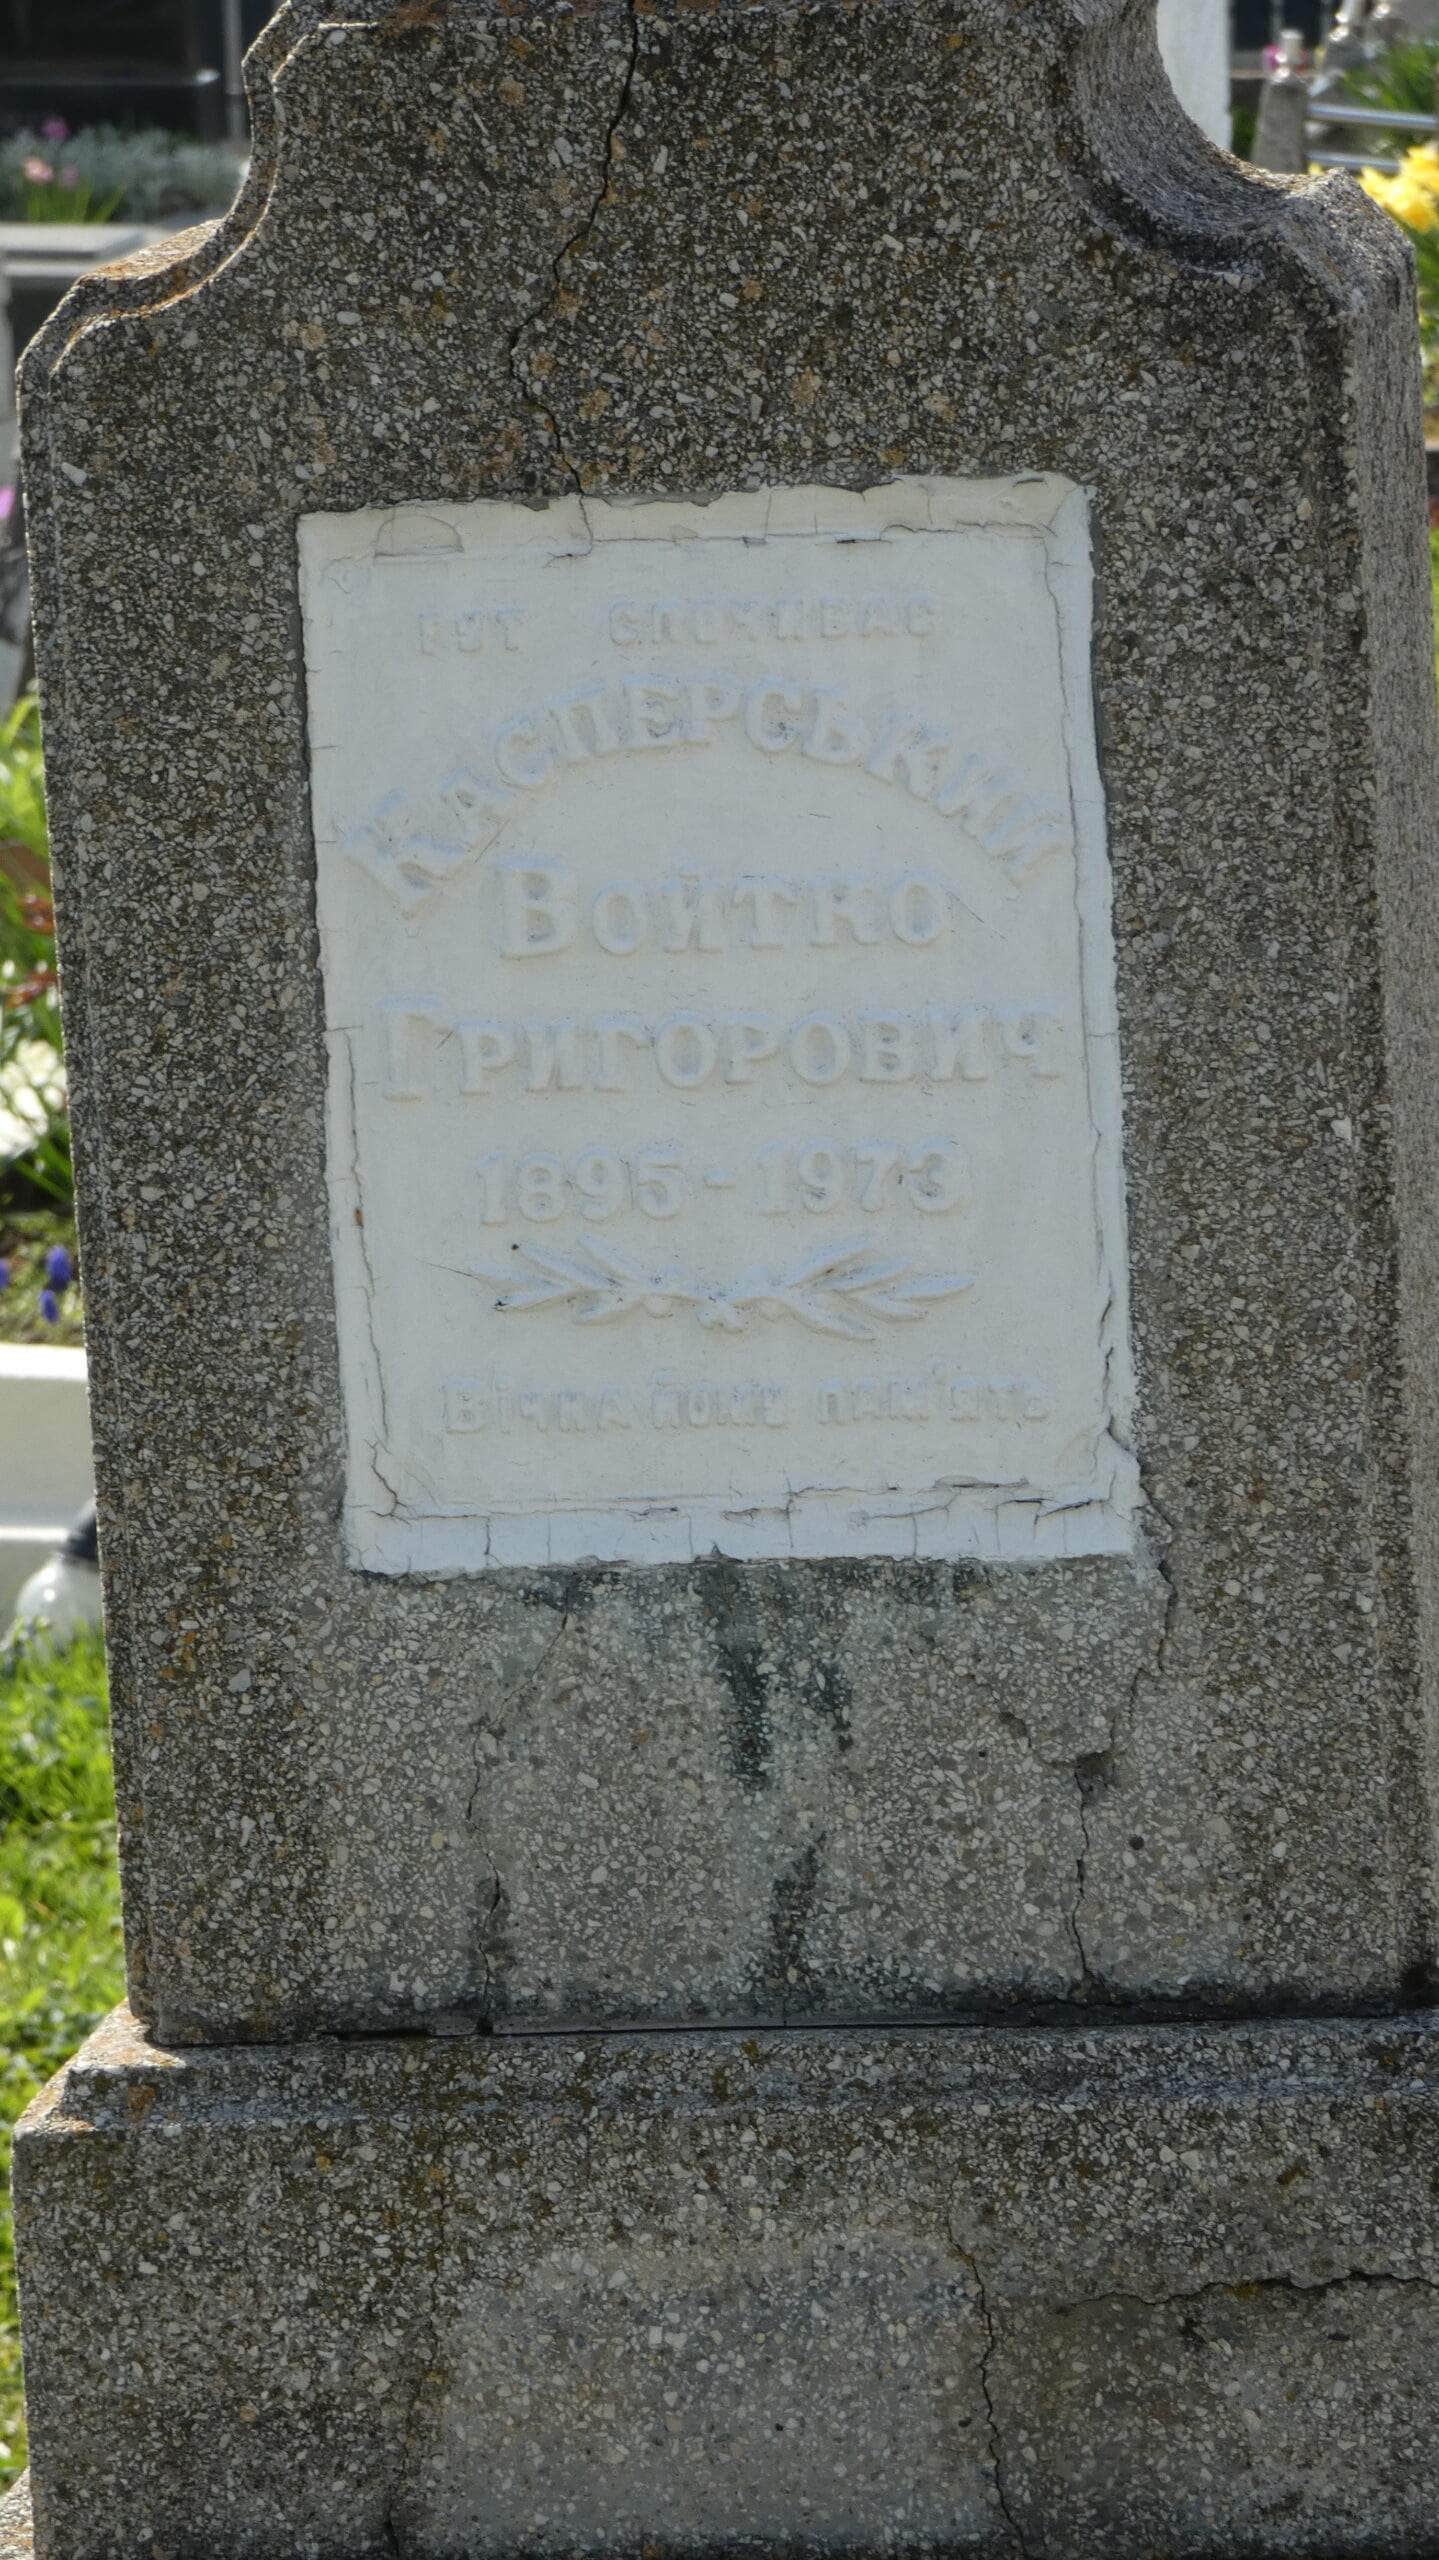 ТУТ СПОЧИВАЄ
КАСПЕРСЬКИЙ
ВОЙТКО
ГРИГОРОВИЧ
1895-1973
ВІЧНА ЙОМУ ПАМ'ЯТЬ